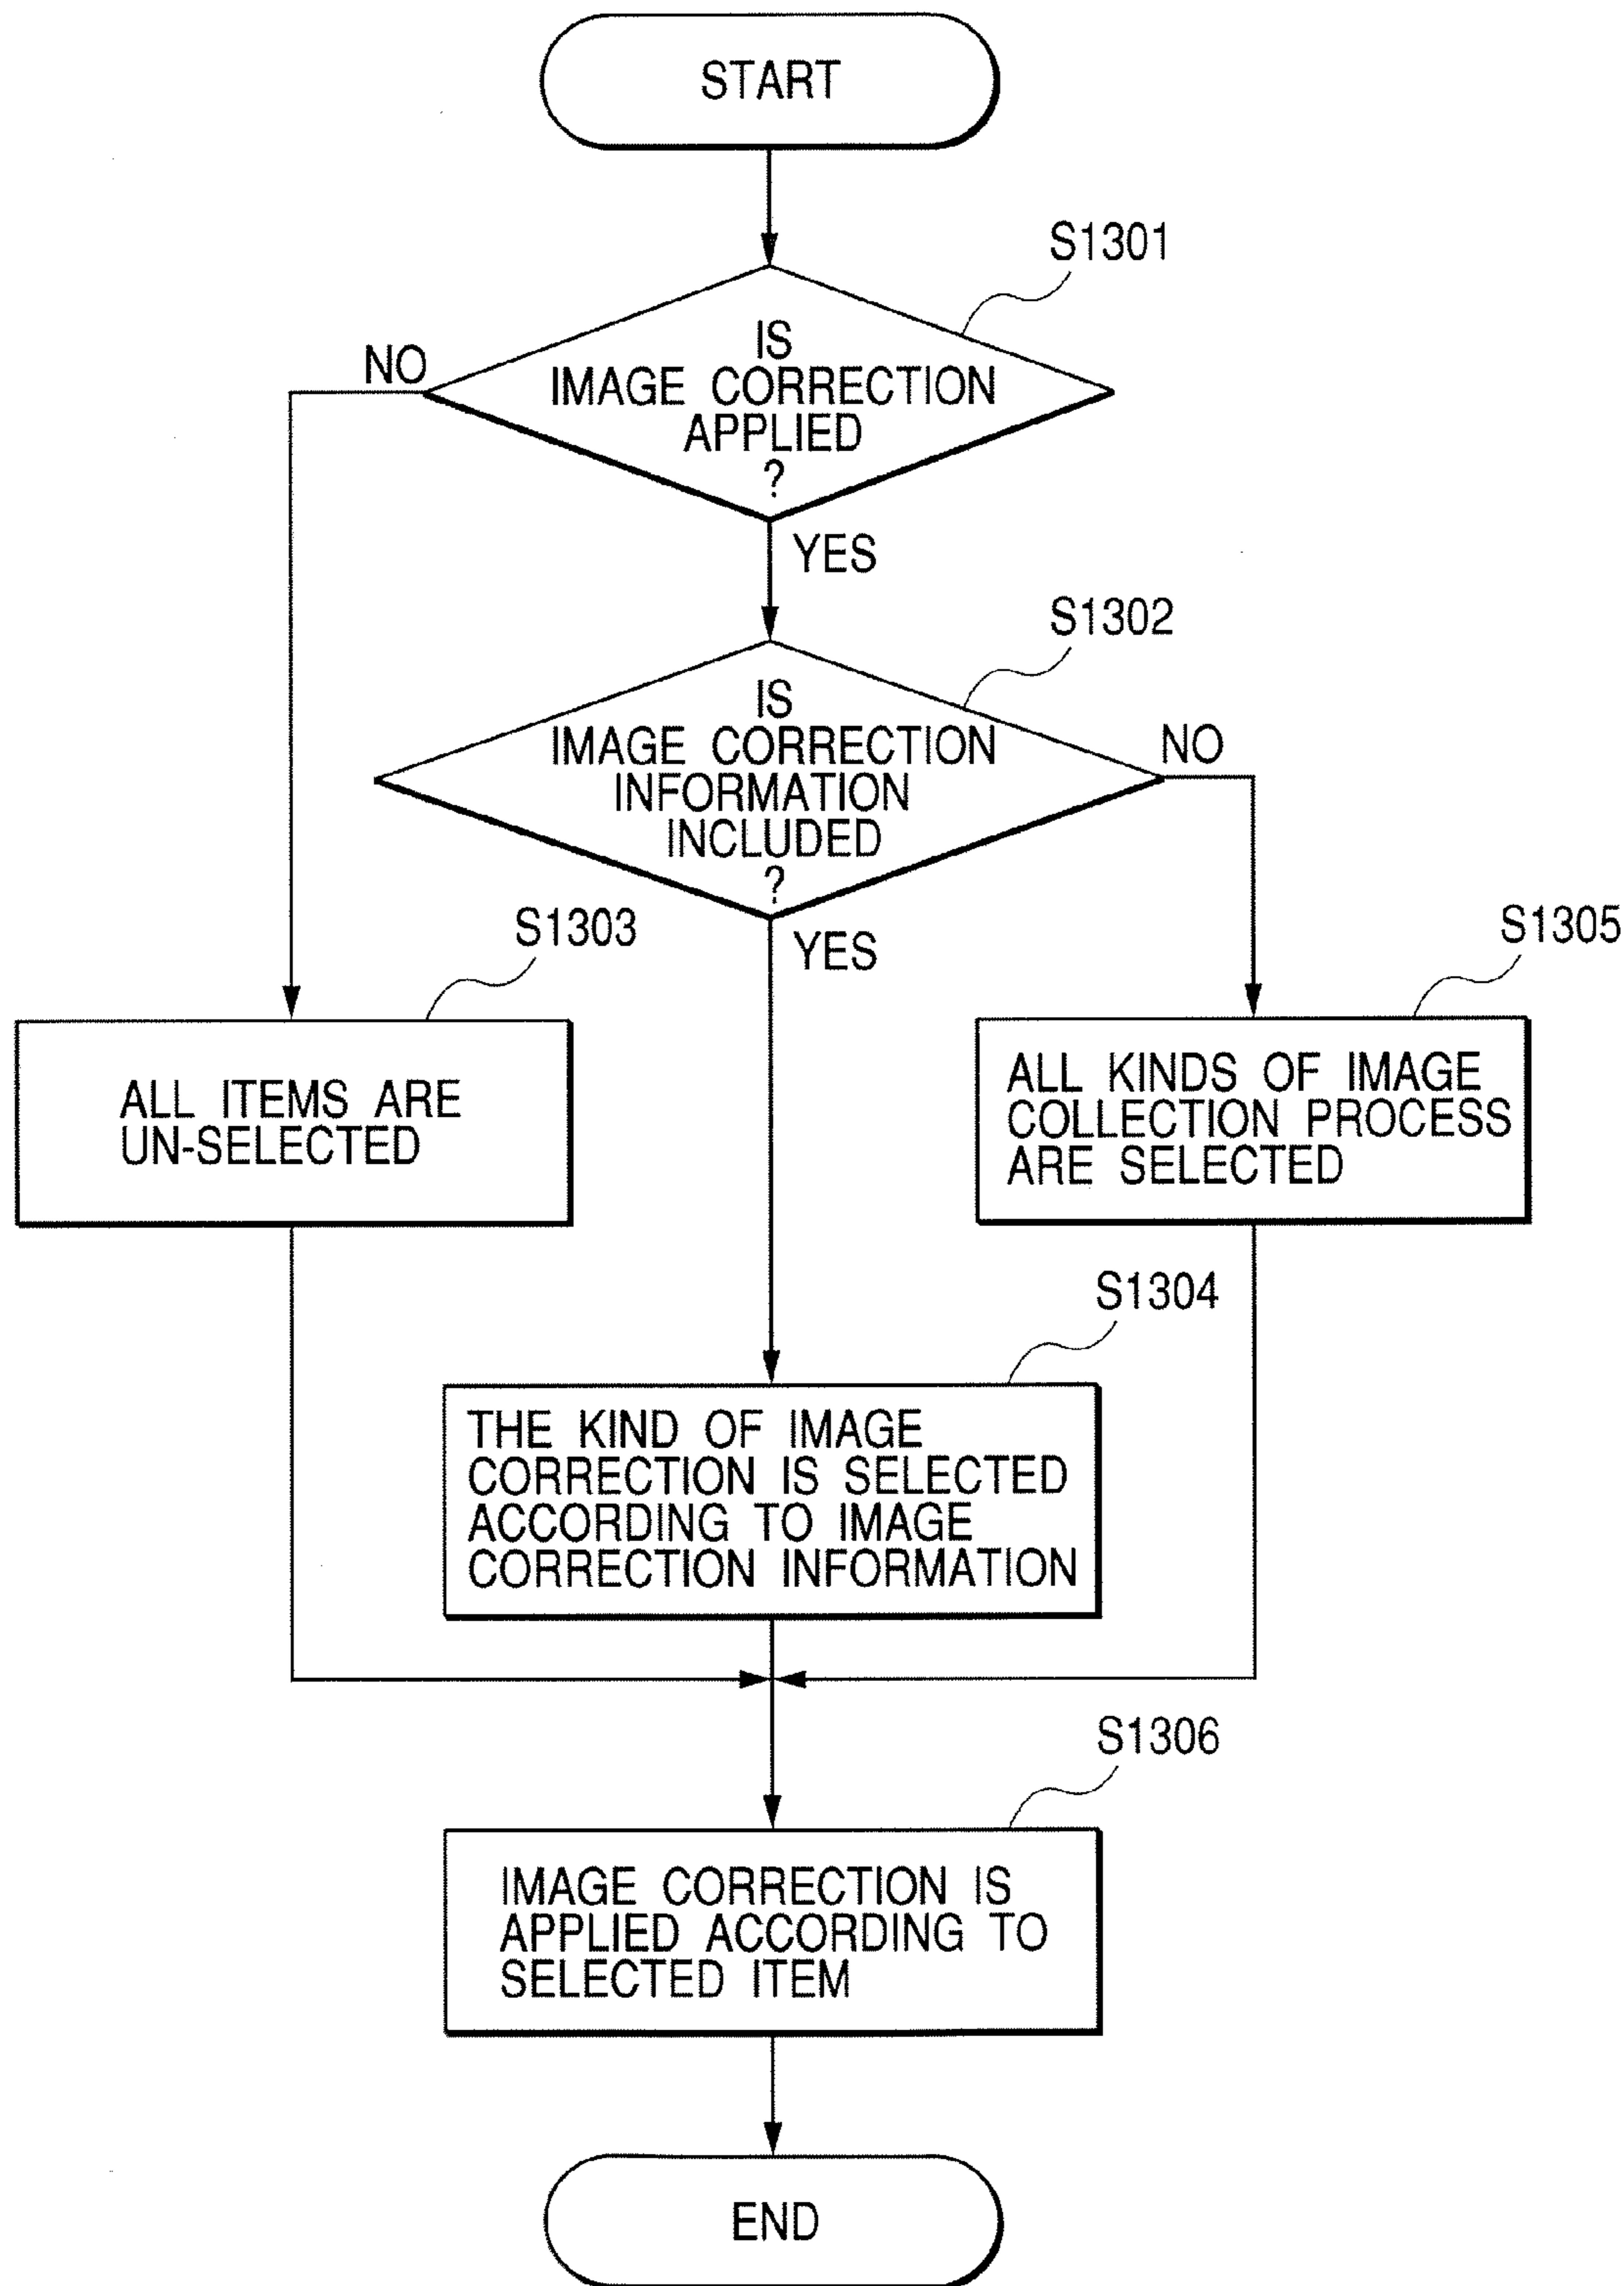 START
S1301
IS
IMAGE CORRECTION
APPLIED
?
NO
YES
S1302
IS
IMAGE CORRECTION
INFORMATION
INCLUDED
?
NO
YES
S1303
ALL ITEMS ARE
UN-SELECTED
S1305
ALL KINDS OF IMAGE
COLLECTION PROCESS
ARE SELECTED
S1304
THE KIND OF IMAGE
CORRECTION IS SELECTED
ACCORDING TO IMAGE
CORRECTION INFORMATION
S1306
IMAGE CORRECTION IS
APPLIED ACCORDING TO
SELECTED ITEM
END